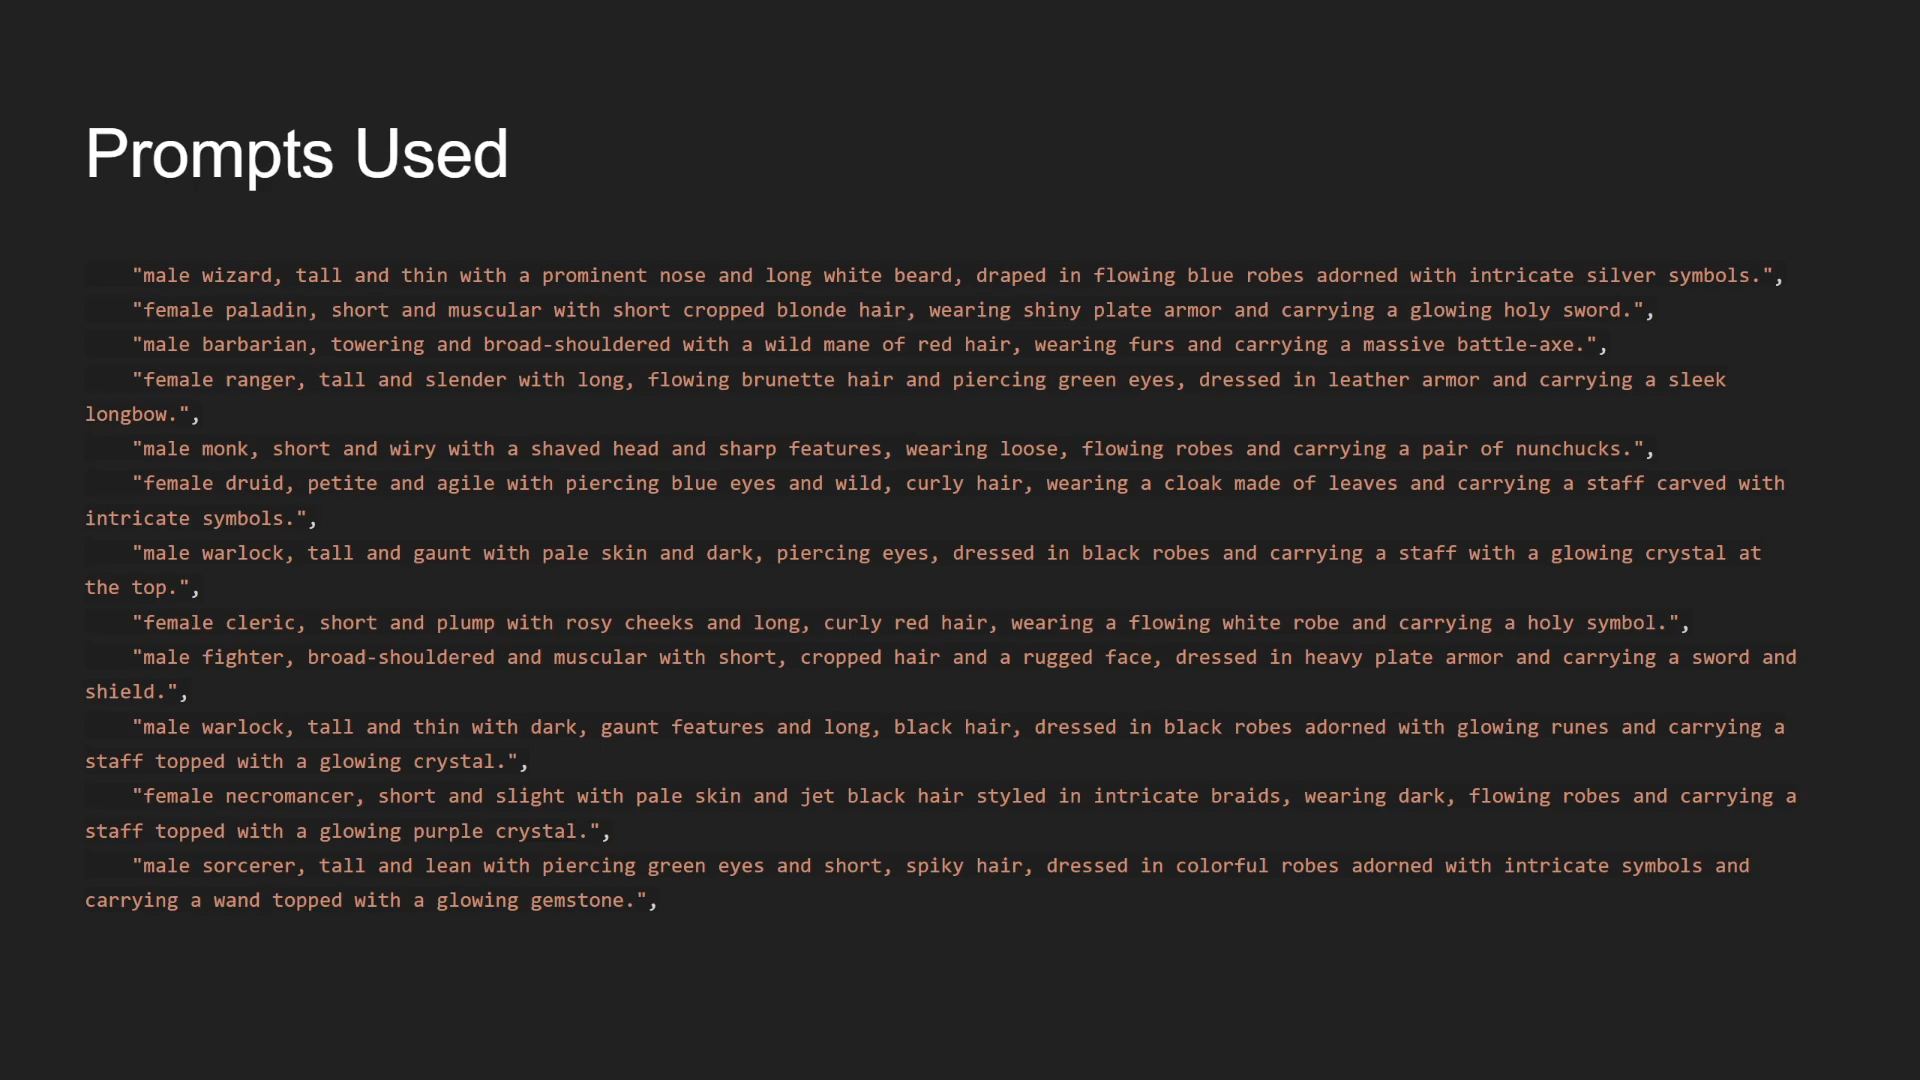 Prompts Used
"male wizard, tall and thin with a prominent nose and long white beard, draped in flowing blue robes adorned with intricate silver symbols.",
"female paladin, short and muscular with short cropped blonde hair, wearing shiny plate armor and carrying a glowing holy sword.",
"male barbarian, towering and broad-shouldered with a wild mane of red hair, wearing furs and carrying a massive battle-axe.",
"female ranger, tall and slender with long, flowing brunette hair and piercing green eyes, dressed in leather armor and carrying a sleek
longbow.",
"male monk, short and wiry with a shaved head and sharp features, wearing loose, flowing robes and carrying a pair of nunchucks.",
"female druid, petite and agile with piercing blue eyes and wild, curly hair, wearing a cloak made of leaves and carrying a staff carved with
intricate symbols.",
"male warlock, tall and gaunt with pale skin and dark, piercing eyes, dressed in black robes and carrying a staff with a glowing crystal at
the top.",
"female cleric, short and plump with rosy cheeks and long, curly red hair, wearing a flowing white robe and carrying a holy symbol.",
"male fighter, broad-shouldered and muscular with short, cropped hair and a rugged face, dressed in heavy plate armor and carrying a sword and
shield.",
"male warlock, tall and thin with dark, gaunt features and long, black hair, dressed in black robes adorned with glowing runes and carrying a
staff topped with a glowing crystal.",
"female necromancer, short and slight with pale skin and jet black hair styled in intricate braids, wearing dark, flowing robes and carrying a
staff topped with a glowing purple crystal.",
"male sorcerer, tall and lean with piercing green eyes and short, spiky hair, dressed in colorful robes adorned with intricate symbols and
carrying a wand topped with a glowing gemstone.",